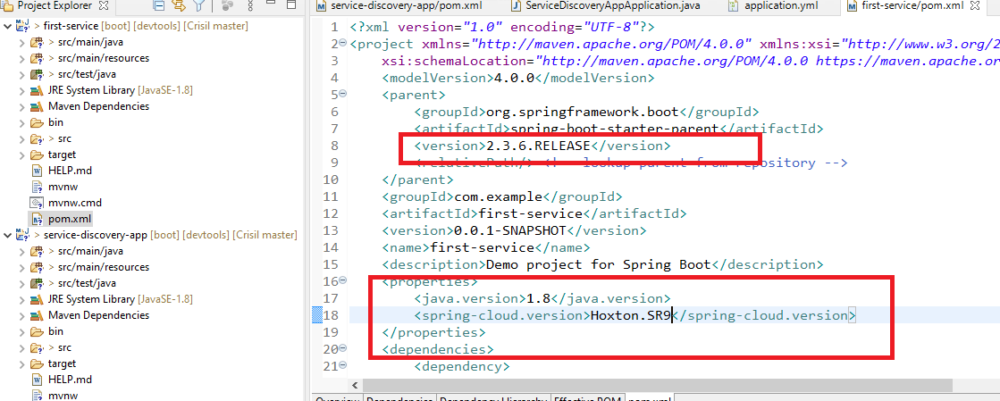 Project Explorer
first-service [boot] [devtools] [Crisil master]
> src/main/java
> src/main/resources
> src/test/java
JRE System Library [JavaSE-1.8]
Maven Dependencies
bin
> src
target
HELP.md
mvnw
mvnw.cmd
pom.xml
service-discovery-app [boot] [devtools] [Crisil master]
> src/main/java
> src/main/resources
> src/test/java
JRE System Library [JavaSE-1.8]
Maven Dependencies
bin
> src
target
HELP.md
mvnw
service-discovery-app/pom.xml
ServiceDiscoveryAppApplication.java
application.yml
first-service/pom.xml
1 <?xml version="1.0" encoding="UTF-8"?>
2 <project xmlns="http://maven.apache.org/POM/4.0.0" xmlns:xsi="http://www.w3.org/2
3 xsi:schemaLocation="http://maven.apache.org/POM/4.0.0 https://maven.apache.org
4 <modelVersion>4.0.0</modelVersion>
5 <parent>
6 <groupId>org.springframework.boot</groupId>
7 <artifactId>spring-boot-starter-parent</artifactId>
8 <version>2.3.6.RELEASE</version>
9 <relativePath/> <!-- lookup parent from repository -->
10 </parent>
11 <groupId>com.example</groupId>
12 <artifactId>first-service</artifactId>
13 <version>0.0.1-SNAPSHOT</version>
14 <name>first-service</name>
15 <description>Demo project for Spring Boot</description>
16 <properties>
17 <java.version>1.8</java.version>
18 <spring-cloud.version>Hoxton.SR9</spring-cloud.version>
19 </properties>
20 <dependencies>
21 <dependency>
Overview Dependencies Dependency Hierarchy Effective POM pom.xml